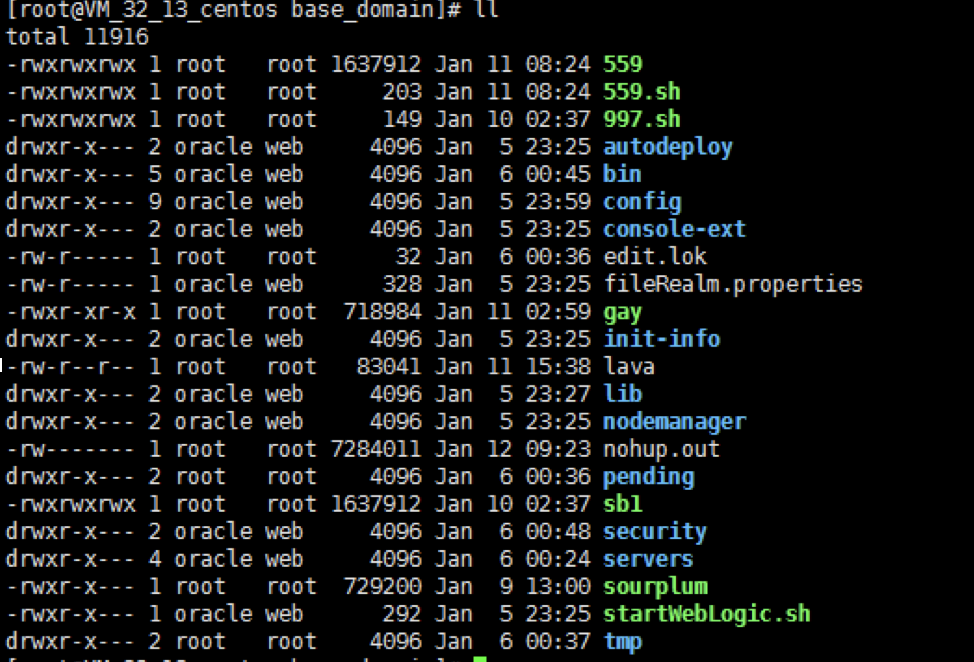 [root@VM_32_13_centos base_domain]# ll
total 11916
-rwxrwxrwx 1 root   root 1637912 Jan 11 08:24 559
-rwxrwxrwx 1 root   root     203 Jan 11 08:24 559.sh
-rwxrwxrwx 1 root   root     149 Jan 10 02:37 997.sh
drwxr-x--- 2 oracle web     4096 Jan  5 23:25 autodeploy
drwxr-x--- 5 oracle web     4096 Jan  6 00:45 bin
drwxr-x--- 9 oracle web     4096 Jan  5 23:59 config
drwxr-x--- 2 oracle web     4096 Jan  5 23:25 console-ext
-rw-r----- 1 root   root      32 Jan  6 00:36 edit.lok
-rw-r----- 1 oracle web      328 Jan  5 23:25 fileRealm.properties
-rwxr-xr-x 1 root   root  718984 Jan 11 02:59 gay
drwxr-x--- 2 oracle web     4096 Jan  5 23:25 init-info
-rw-r--r-- 1 root   root   83041 Jan 11 15:38 lava
drwxr-x--- 2 oracle web     4096 Jan  5 23:27 lib
drwxr-x--- 2 oracle web     4096 Jan  5 23:25 nodemanager
-rw------- 1 root   root 7284011 Jan 12 09:23 nohup.out
drwxr-x--- 2 root   root    4096 Jan  6 00:36 pending
-rwxrwxrwx 1 root   root 1637912 Jan 10 02:37 sb1
drwxr-x--- 2 oracle web     4096 Jan  6 00:48 security
drwxr-x--- 4 oracle web     4096 Jan  6 00:24 servers
-rwxr-x--- 1 root   root  729200 Jan  9 13:00 sourplum
-rwxr-x--- 1 oracle web      292 Jan  5 23:25 startWebLogic.sh
drwxr-x--- 2 root   root    4096 Jan  6 00:37 tmp